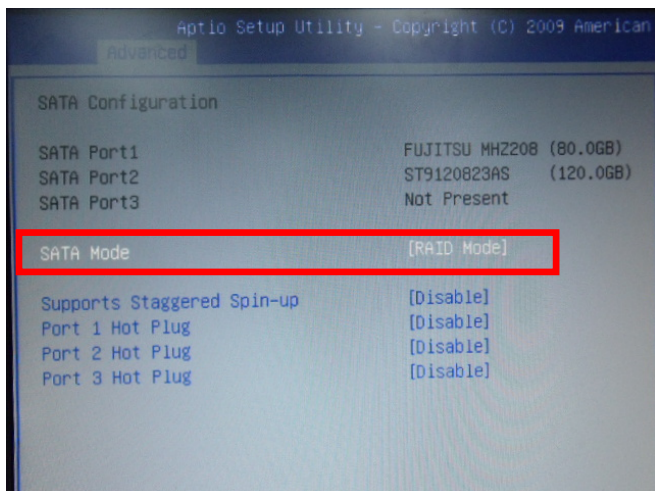 Aptio Setup Utility - Copyright (C) 2009 American
Advanced
SATA Configuration
SATA Port1 FUJITSU MHZ208 (80.0GB)
SATA Port2 ST9120823AS (120.0GB)
SATA Port3 Not Present
SATA Mode [RAID Mode]
Supports Staggered Spin-up [Disable]
Port 1 Hot Plug [Disable]
Port 2 Hot Plug [Disable]
Port 3 Hot Plug [Disable]